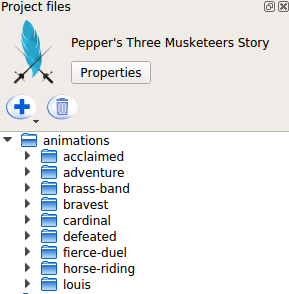 Project files
Pepper's Three Musketeers Story
Properties
animations
acclaimed
adventure
brass-band
bravest
cardinal
defeated
fierce-duel
horse-riding
louis